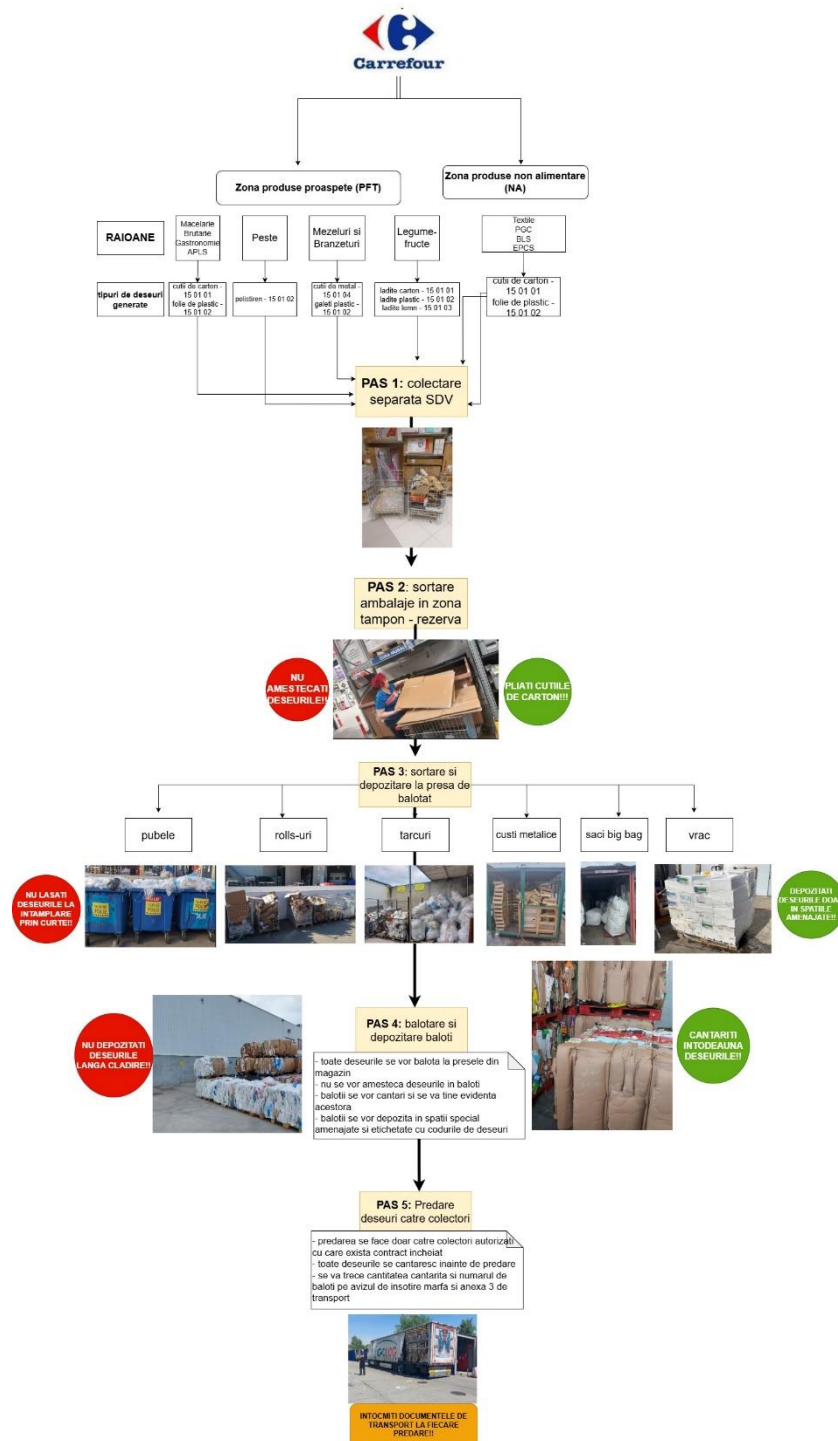 Carrefour
Zona produse proaspete (PFT)
Zona produse non alimentare
(NA)
RAIOANE
Macelarie
Brutarie
Gastronomie
APLS
Peste
Mezeluri si
Branzeturi
Legume-
fructe
Textile
PGC
BLS
EPCS
tipuri de deseuri
generate
cutii de carton -
15 01 01
folie de plastic -
15 01 02
polistiren - 15 01 02
cutii de metal -
15 01 04
galeti plastic -
15 01 02
ladite carton - 15 01 01
ladite plastic - 15 01 02
ladite lemn - 15 01 03
cutii de carton -
15 01 01
folie de plastic -
15 01 02
PAS 1: colectare
separata SDV
PAS 2: sortare
ambalaje in zona
tampon - rezerva
NU
AMESTECATI
DESEURILE!!
PLIATI CUTIILE
DE CARTON!!!
PAS 3: sortare si
depozitare la presa de
balotat
pubele
rolls-uri
tarcuri
custi metalice
saci big bag
vrac
NU LASATI
DESEURILE LA
INTAMPLARE
PRIN CURTE!!
DEPOZITATI
DESEURILE DOA
IN SPATIILE
AMENAJATE!!
NU DEPOZITATI
DESEURILE
LANGA CLADIRE!!
PAS 4: balotare si
depozitare baloti
CANTARITI
INTODEAUNA
DESEURILE!!
- toate deseurile se vor balota la presele din
magazin
- nu se vor amesteca deseurile in baloti
- balotii se vor cantari si se va tine evidenta
acestora
- balotii se vor depozita in spatii special
amenajate si etichetate cu codurile de deseuri
PAS 5: Predare
deseuri catre colectori
- predarea se face doar catre colectori autorizati
cu care exista contract incheiat
- toate deseurile se cantaresc inainte de predare
- se va trece cantitatea cantarita si numarul de
baloti pe avizul de insotire marfa si anexa 3 de
transport
INTOCMITI DOCUMENTELE DE
TRANSPORT LA FIECARE
PREDARE!!